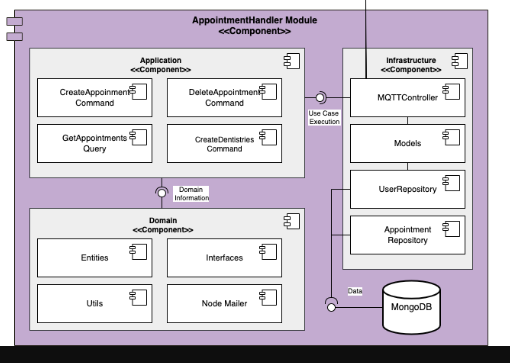 AppointmentHandler Module
<<Component>>
Application
<<Component>>
CreateAppoinment
Command
DeleteAppointment
Command
GetAppointments
Query
CreateDentistries
Command
Use Case
Execution
Infrastructure
<<Component>>
MQTTController
Models
UserRepository
Appointment
Repository
Domain
Information
Domain
<<Component>>
Entities
Interfaces
Utils
Node Mailer
Data
MongoDB